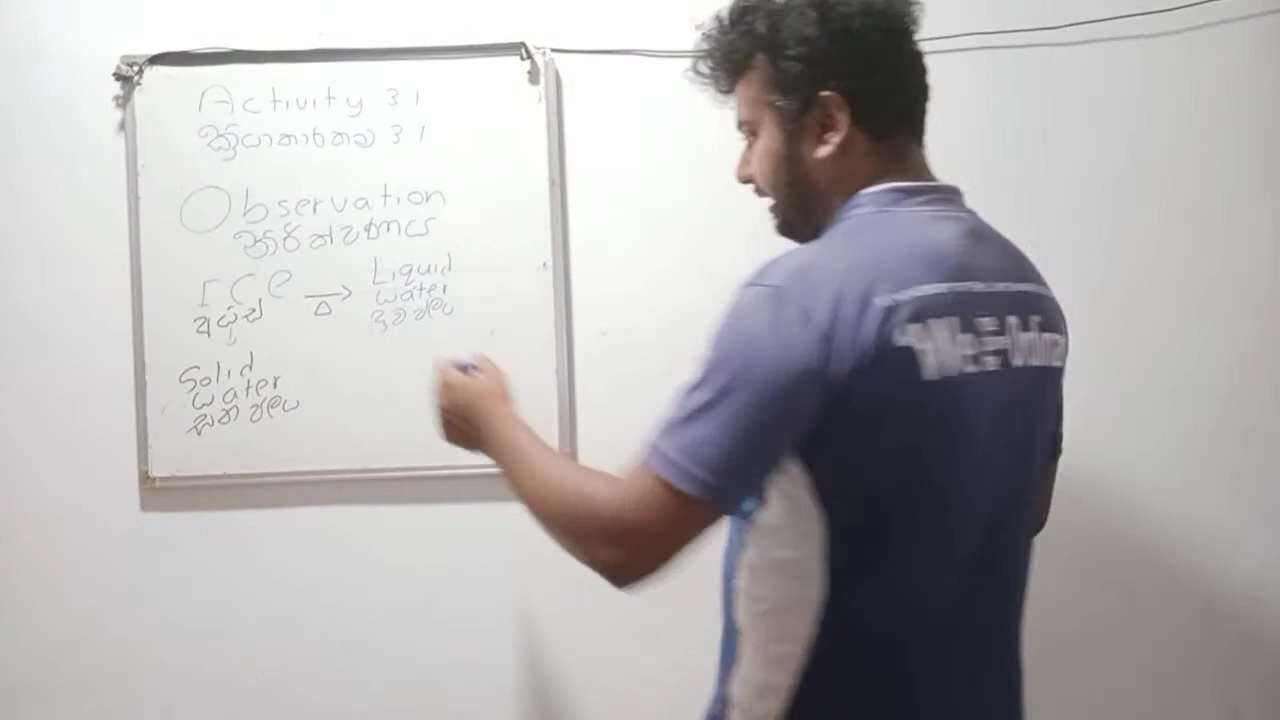 Activity 3 1
ක්‍රියාකාරකම 3 1
Observation
නිරීක්ෂණය
Ice → Liquid
Δ water
අයිස් ද්‍රව ජලය
Solid
water
ඝන ජලය